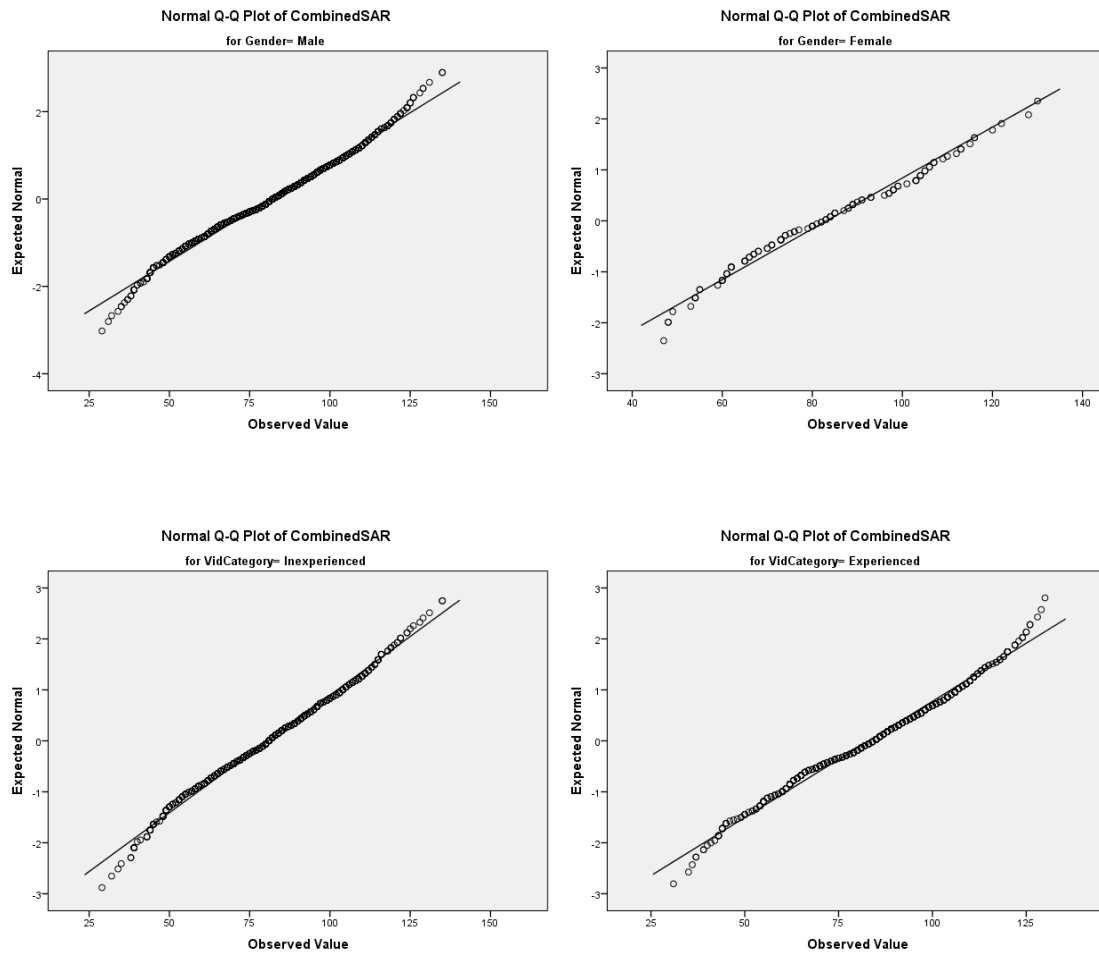 Normal Q-Q Plot of CombinedSAR
for Gender= Male
Expected Normal
2
0
-2
-4
25 50 75 100 125 150
Observed Value
Normal Q-Q Plot of CombinedSAR
for Gender= Female
Expected Normal
3
2
1
0
-1
-2
-3
40 60 80 100 120 140
Observed Value
Normal Q-Q Plot of CombinedSAR
for VidCategory= Inexperienced
Expected Normal
3
2
1
0
-1
-2
-3
25 50 75 100 125 150
Observed Value
Normal Q-Q Plot of CombinedSAR
for VidCategory= Experienced
Expected Normal
3
2
1
0
-1
-2
-3
25 50 75 100 125
Observed Value